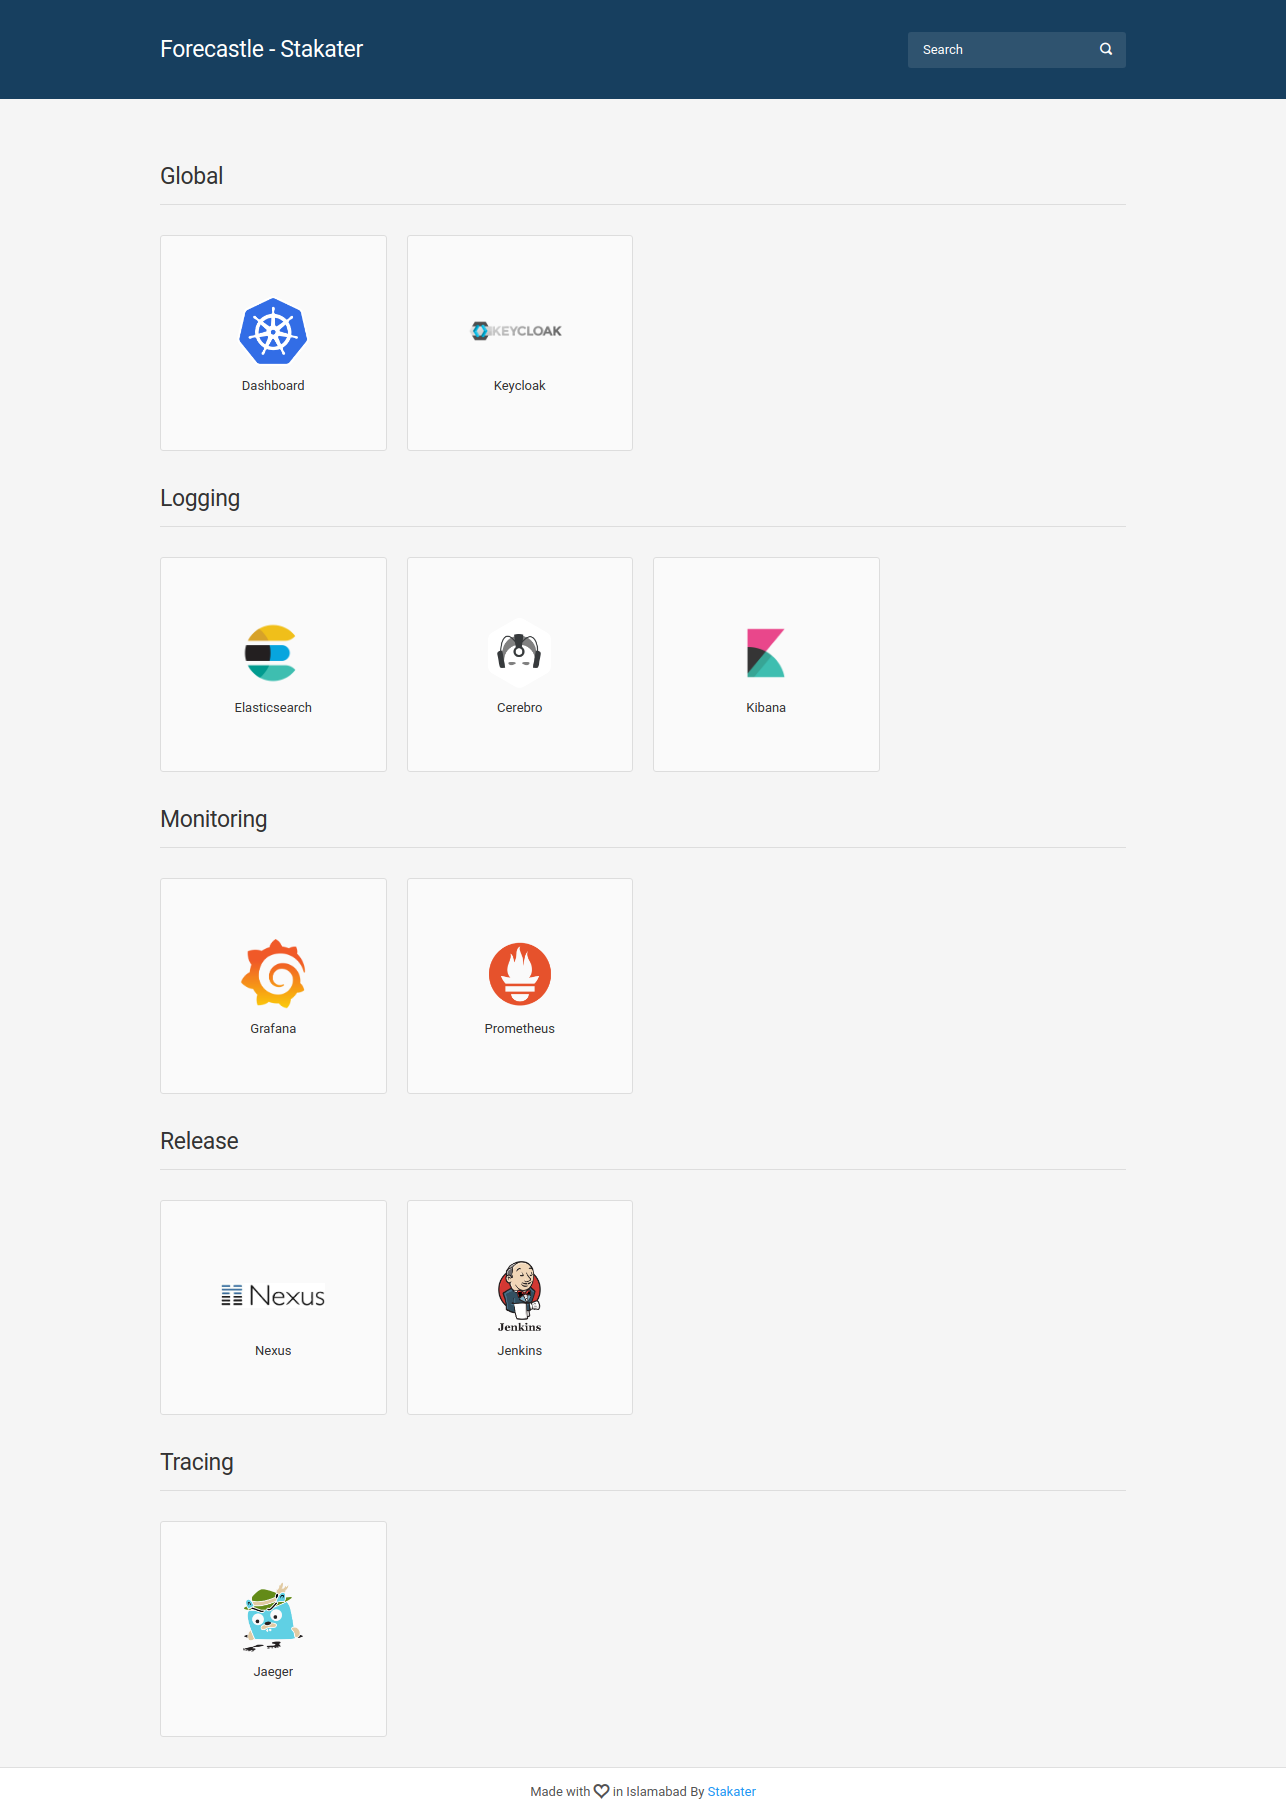 Forecastle - Stakater
Search
Global
KEYCLOAK
Dashboard
Keycloak
Logging
Elasticsearch
Cerebro
Kibana
Monitoring
Grafana
Prometheus
Release
Nexus
Jenkins
Nexus
Jenkins
Tracing
Jaeger
Made with in Islamabad By Stakater